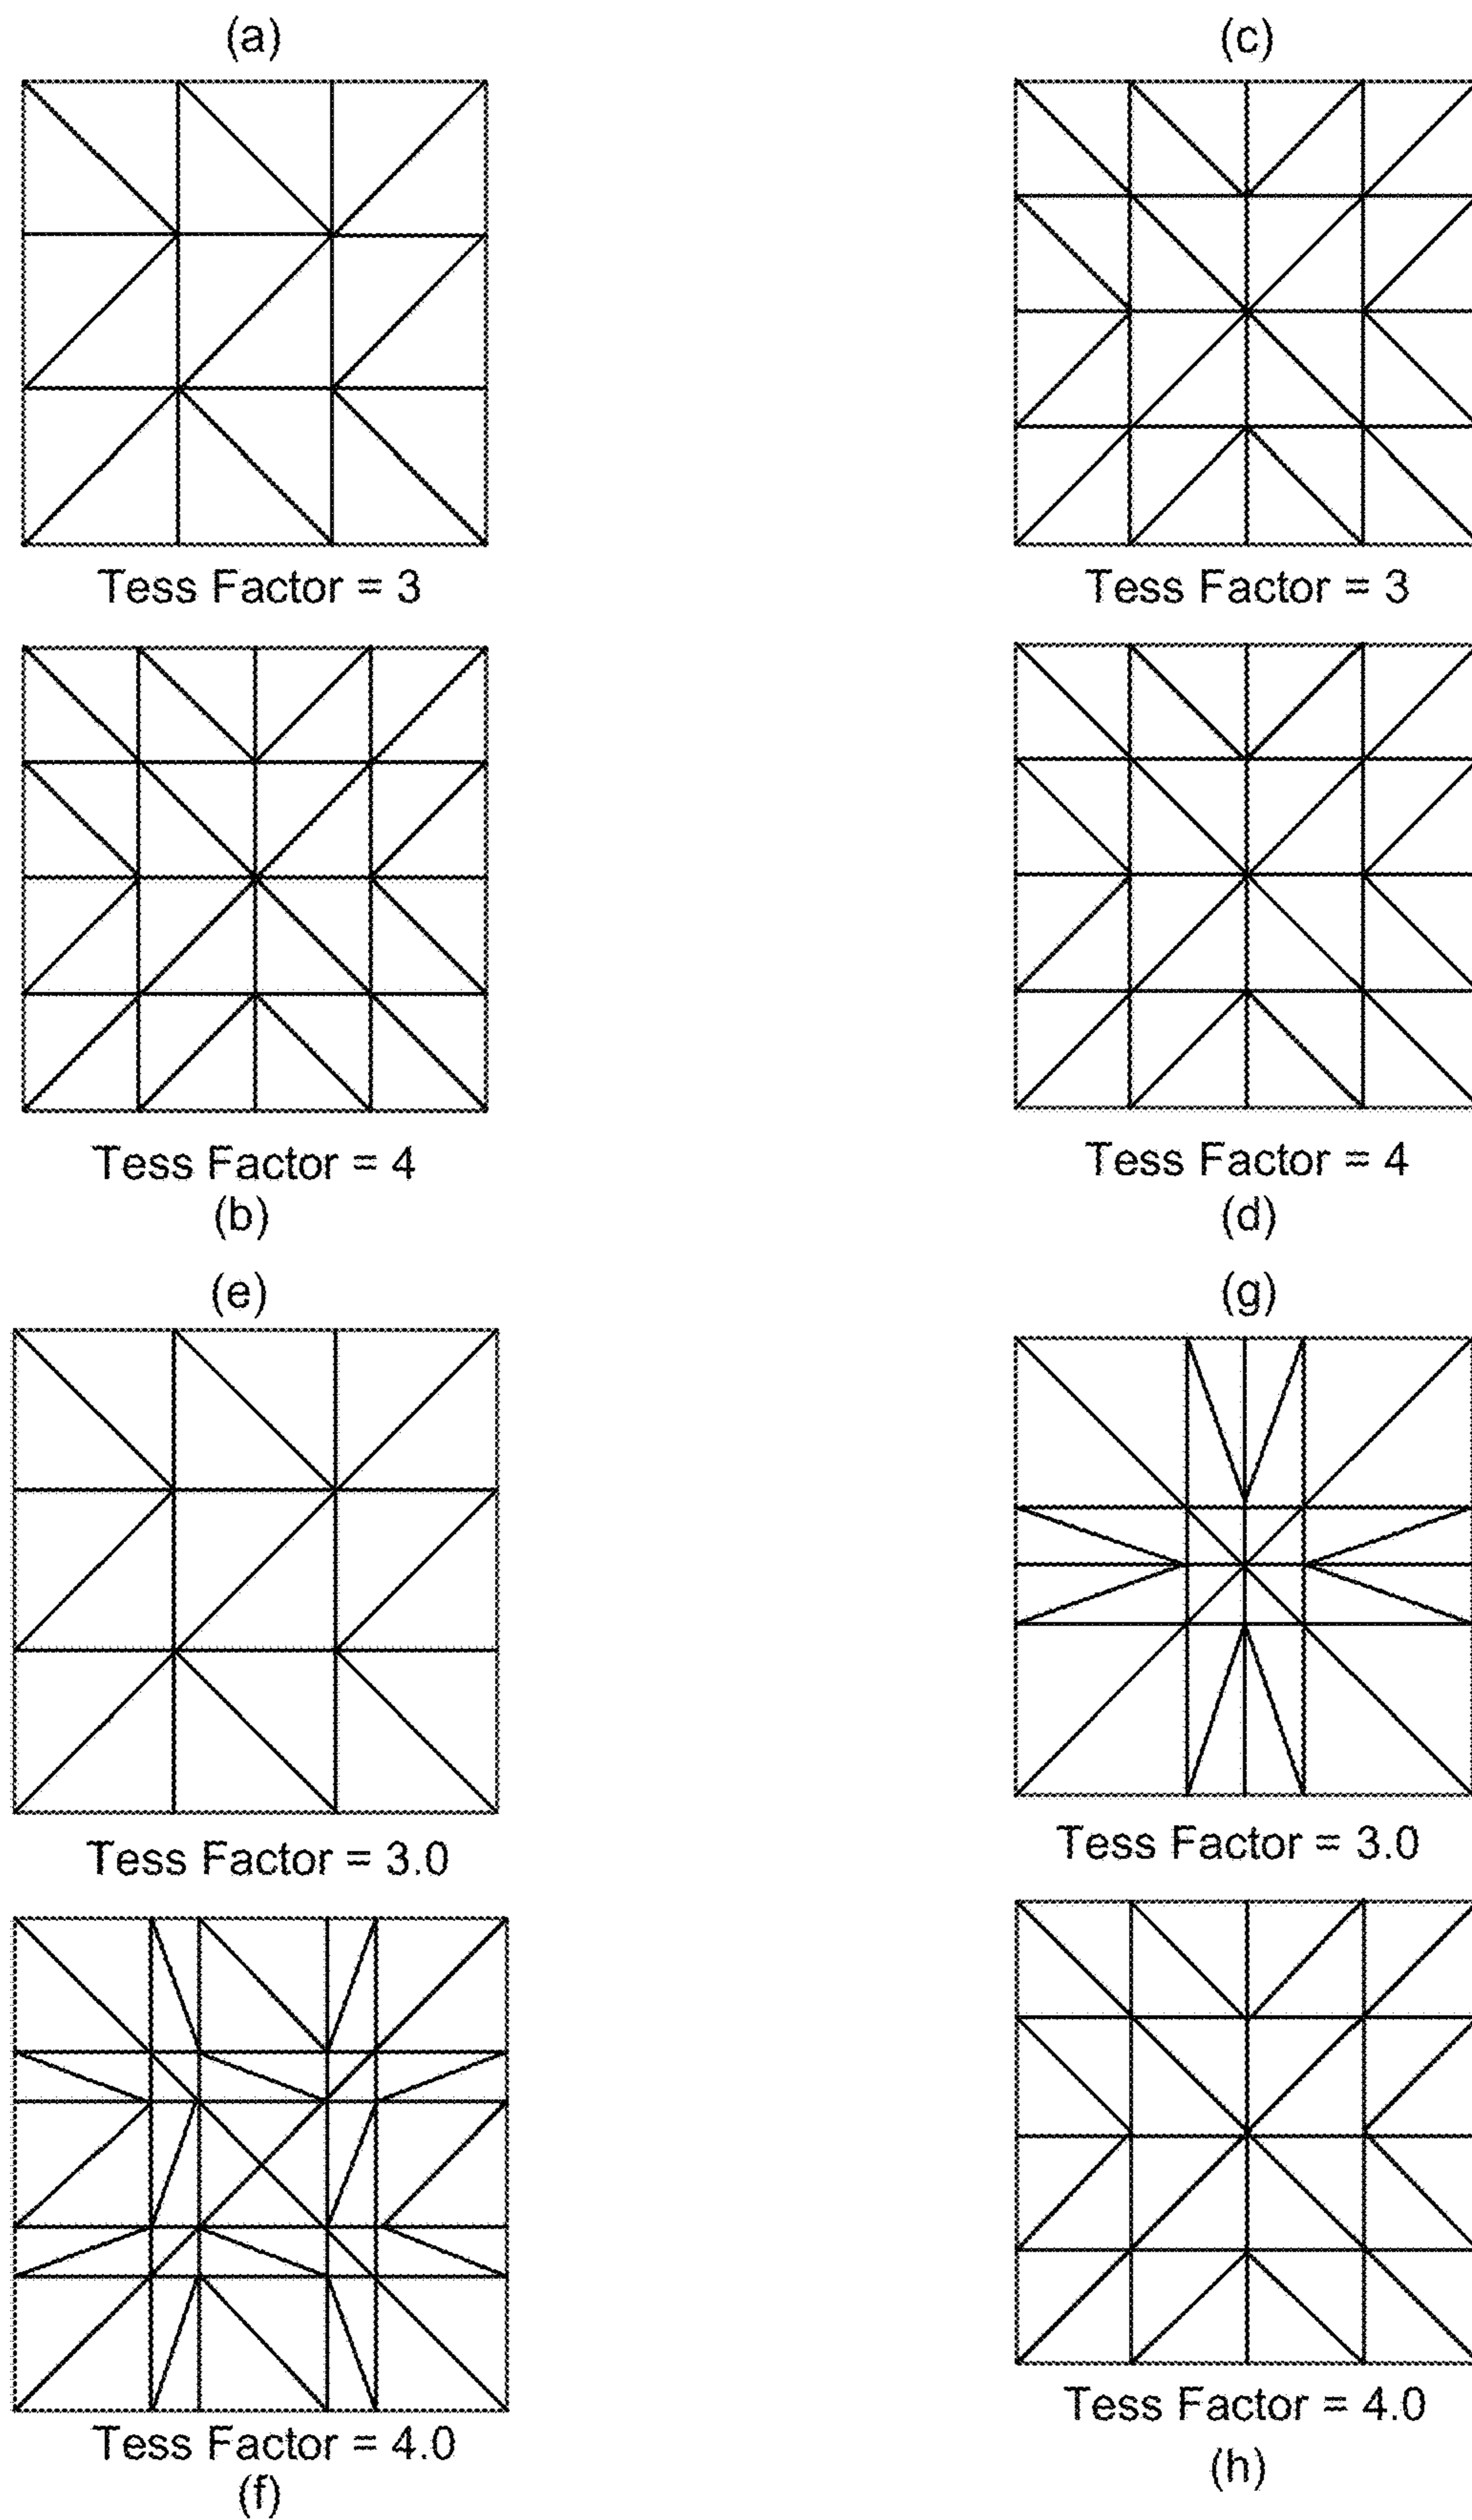 (a)
Tess Factor = 3
Tess Factor = 4
(b)
(c)
Tess Factor = 3
Tess Factor = 4
(d)
(e)
Tess Factor = 3.0
Tess Factor = 4.0
(f)
(g)
Tess Factor = 3.0
Tess Factor = 4.0
(h)